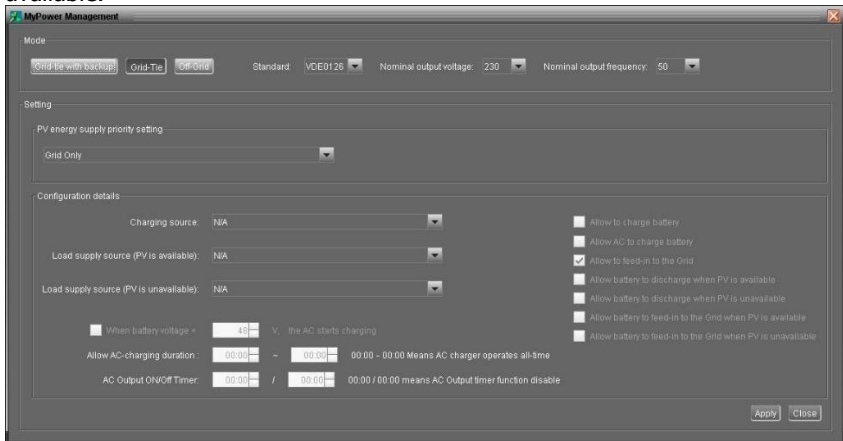 available.
MyPower Management
Mode
Grid-tie with backup Grid-Tie Off-Grid Standard: VDE0126 Nominal output voltage: 230 Nominal output frequency: 50
Setting
PV energy supply priority setting
Grid Only
Configuration details
Charging source: N/A
Load supply source (PV is available): N/A
Load supply source (PV is unavailable): N/A
Allow to charge battery
Allow AC to charge battery
Allow to feed-in to the Grid
Allow battery to discharge when PV is available
Allow battery to discharge when PV is unavailable
Allow battery to feed-in to the Grid when PV is available
Allow battery to feed-in to the Grid when PV is unavailable
When battery voltage < 48 V, the AC starts charging
Allow AC-charging duration : 00:00 ~ 00:00 00:00 ~ 00:00 Means AC charger operates all-time
AC Output ON/Off Timer: 00:00 / 00:00 00:00 / 00:00 means AC Output timer function disable
Apply Close